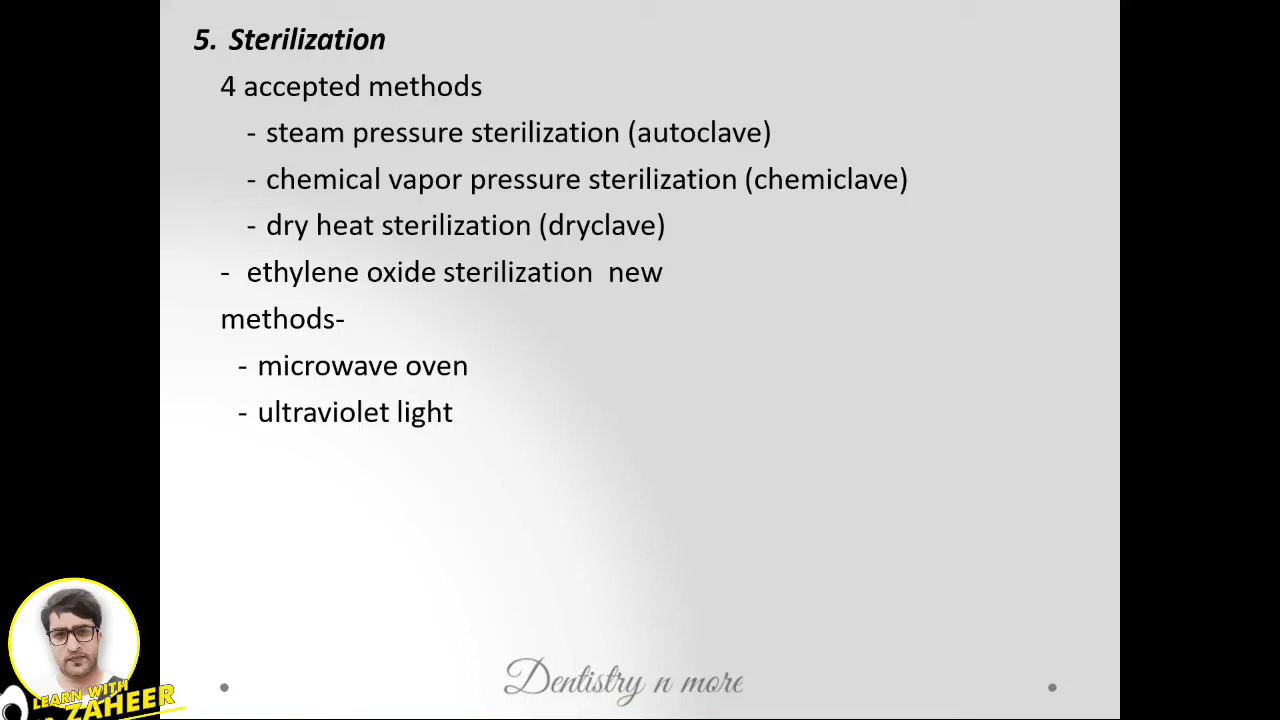 5. Sterilization
4 accepted methods
- steam pressure sterilization (autoclave)
- chemical vapor pressure sterilization (chemiclave)
- dry heat sterilization (dryclave)
- ethylene oxide sterilization new
methods-
- microwave oven
- ultraviolet light
Dentistry n more
LEARN WITH
ZAHEER